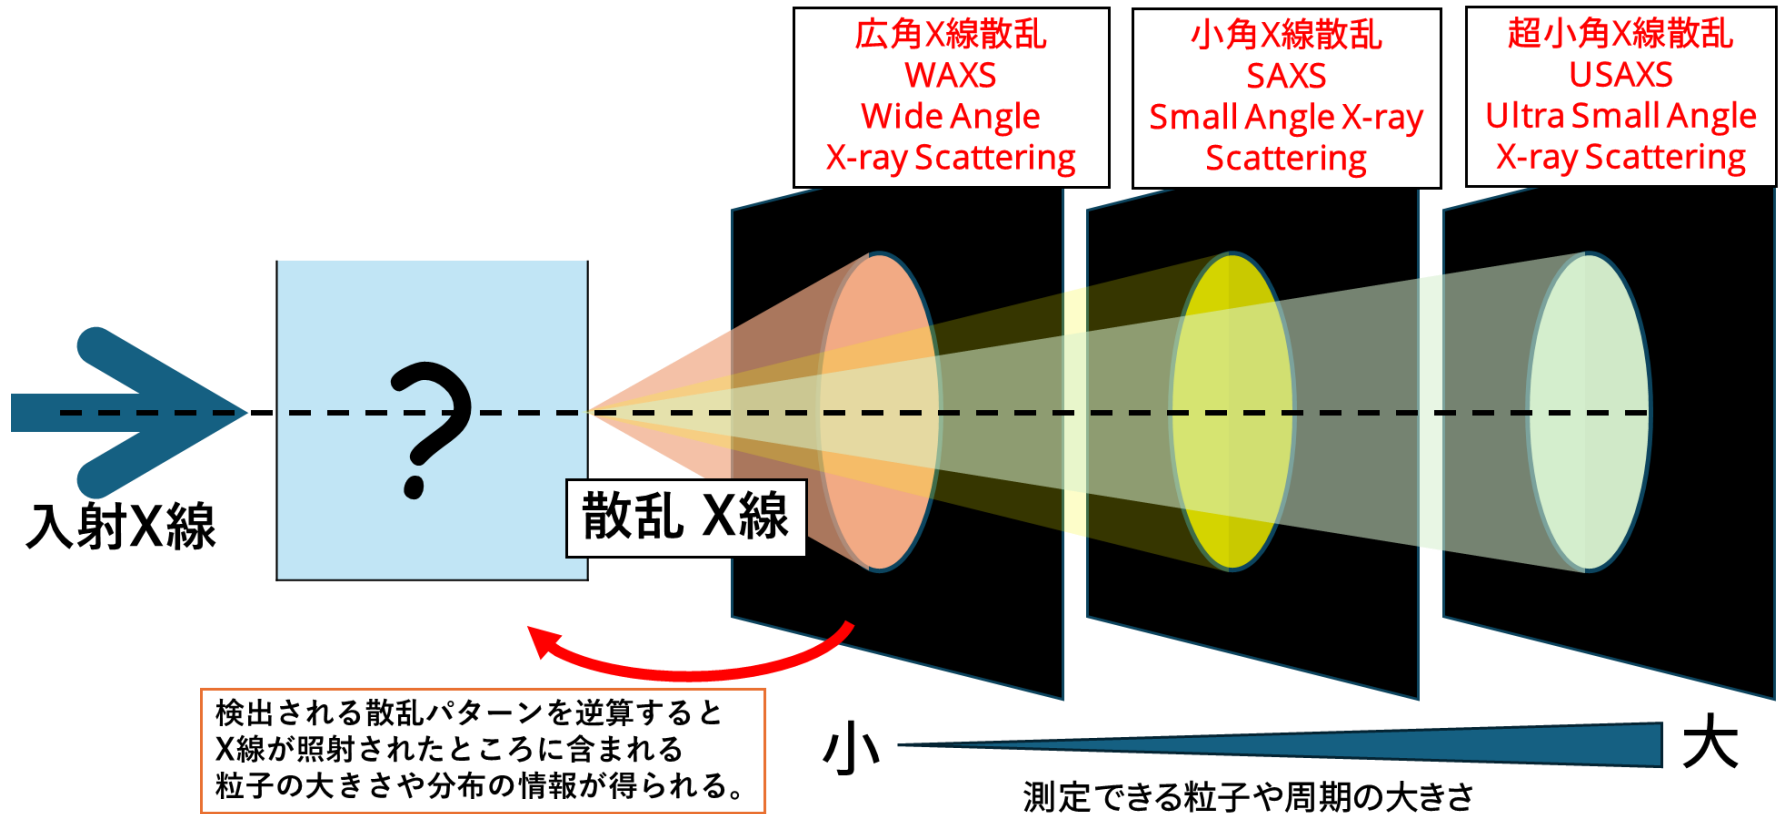 広角X線散乱
WAXS
Wide Angle
X-ray Scattering
小角X線散乱
SAXS
Small Angle X-ray
Scattering
超小角X線散乱
USAXS
Ultra Small Angle
X-ray Scattering
?
入射X線
散乱 X線
検出される散乱パターンを逆算すると
X線が照射されたところに含まれる
粒子の大きさや分布の情報が得られる。
小
大
測定できる粒子や周期の大きさ